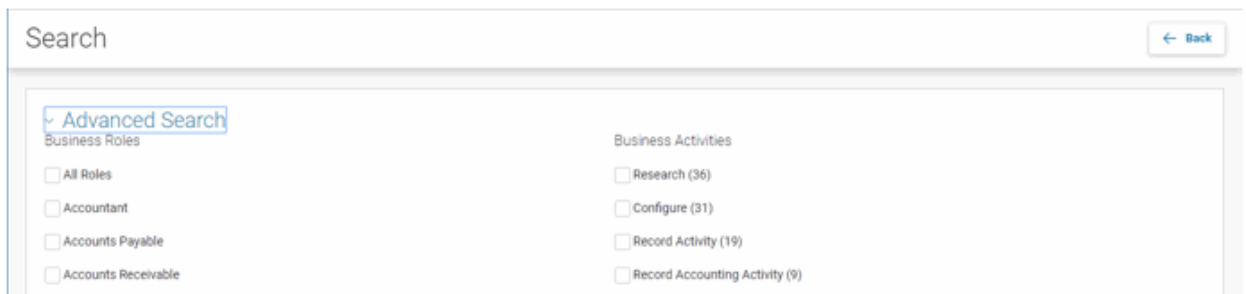 Search
← Back
Advanced Search
Business Roles
Business Activities
All Roles
Research (36)
Accountant
Configure (31)
Accounts Payable
Record Activity (19)
Accounts Receivable
Record Accounting Activity (9)